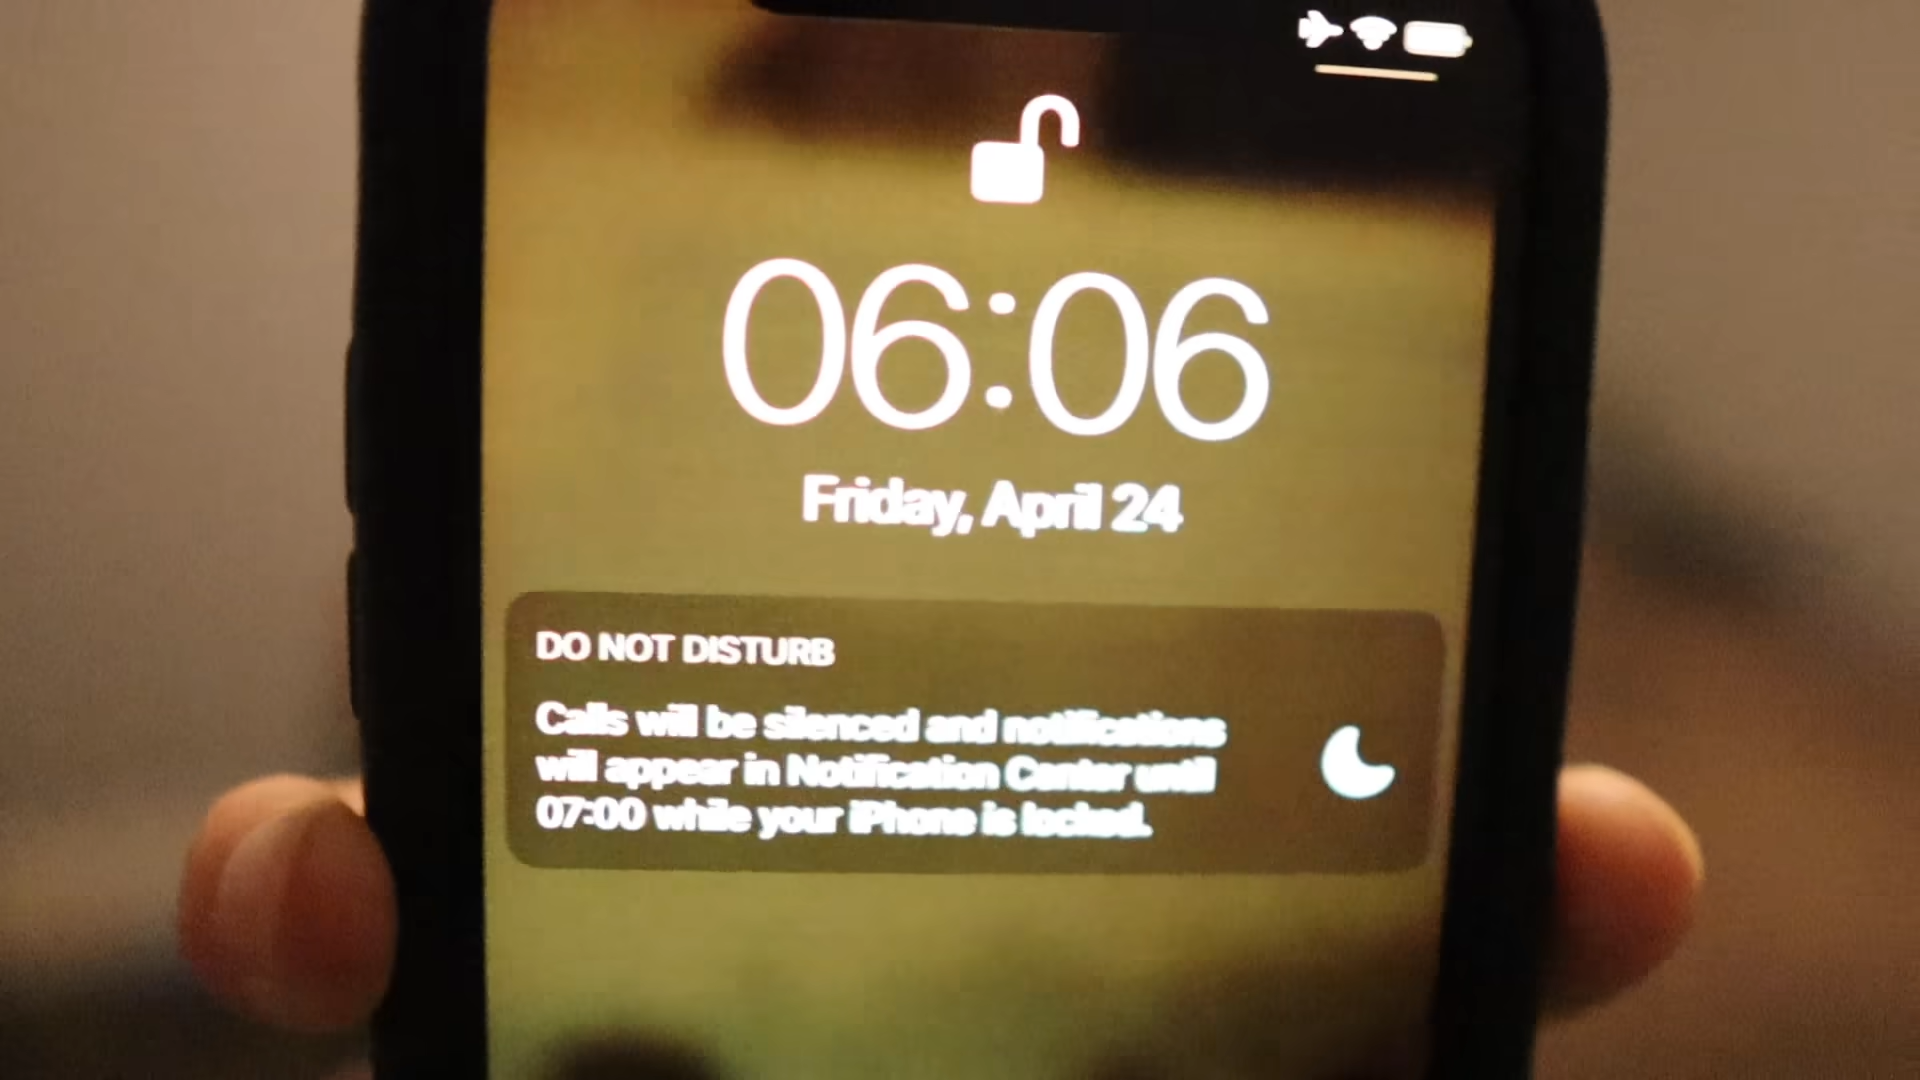 06:06
Friday, April 24
DO NOT DISTURB
Calls will be silenced and notifications
will appear in Notification Center until
07:00 while your iPhone is locked.